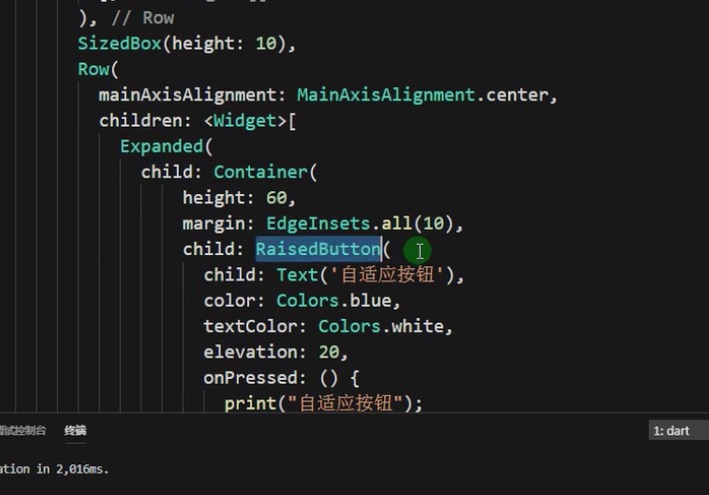 ), // Row
SizedBox(height: 10),
Row(
mainAxisAlignment: MainAxisAlignment.center,
children: <Widget>[
Expanded(
child: Container(
height: 60,
margin: EdgeInsets.all(10),
child: RaisedButton(
child: Text('自适应按钮'),
color: Colors.blue,
textColor: Colors.white,
elevation: 20,
onPressed: () {
print("自适应按钮");
试控制台 终端 1: dart
ation in 2,016ms.